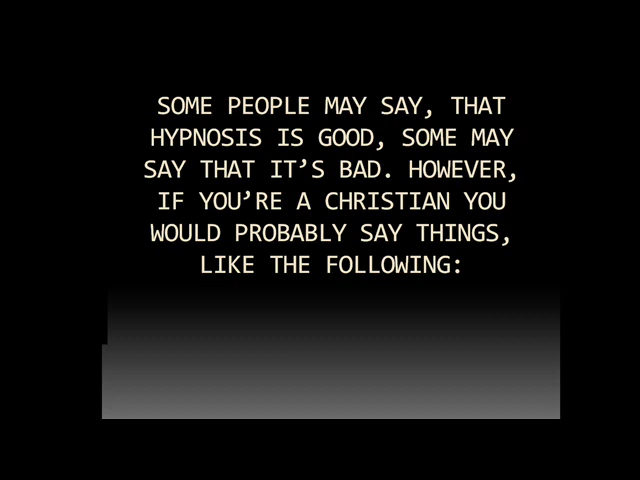 SOME PEOPLE MAY SAY, THAT
HYPNOSIS IS GOOD, SOME MAY
SAY THAT IT’S BAD. HOWEVER,
IF YOU’RE A CHRISTIAN YOU
WOULD PROBABLY SAY THINGS,
LIKE THE FOLLOWING: